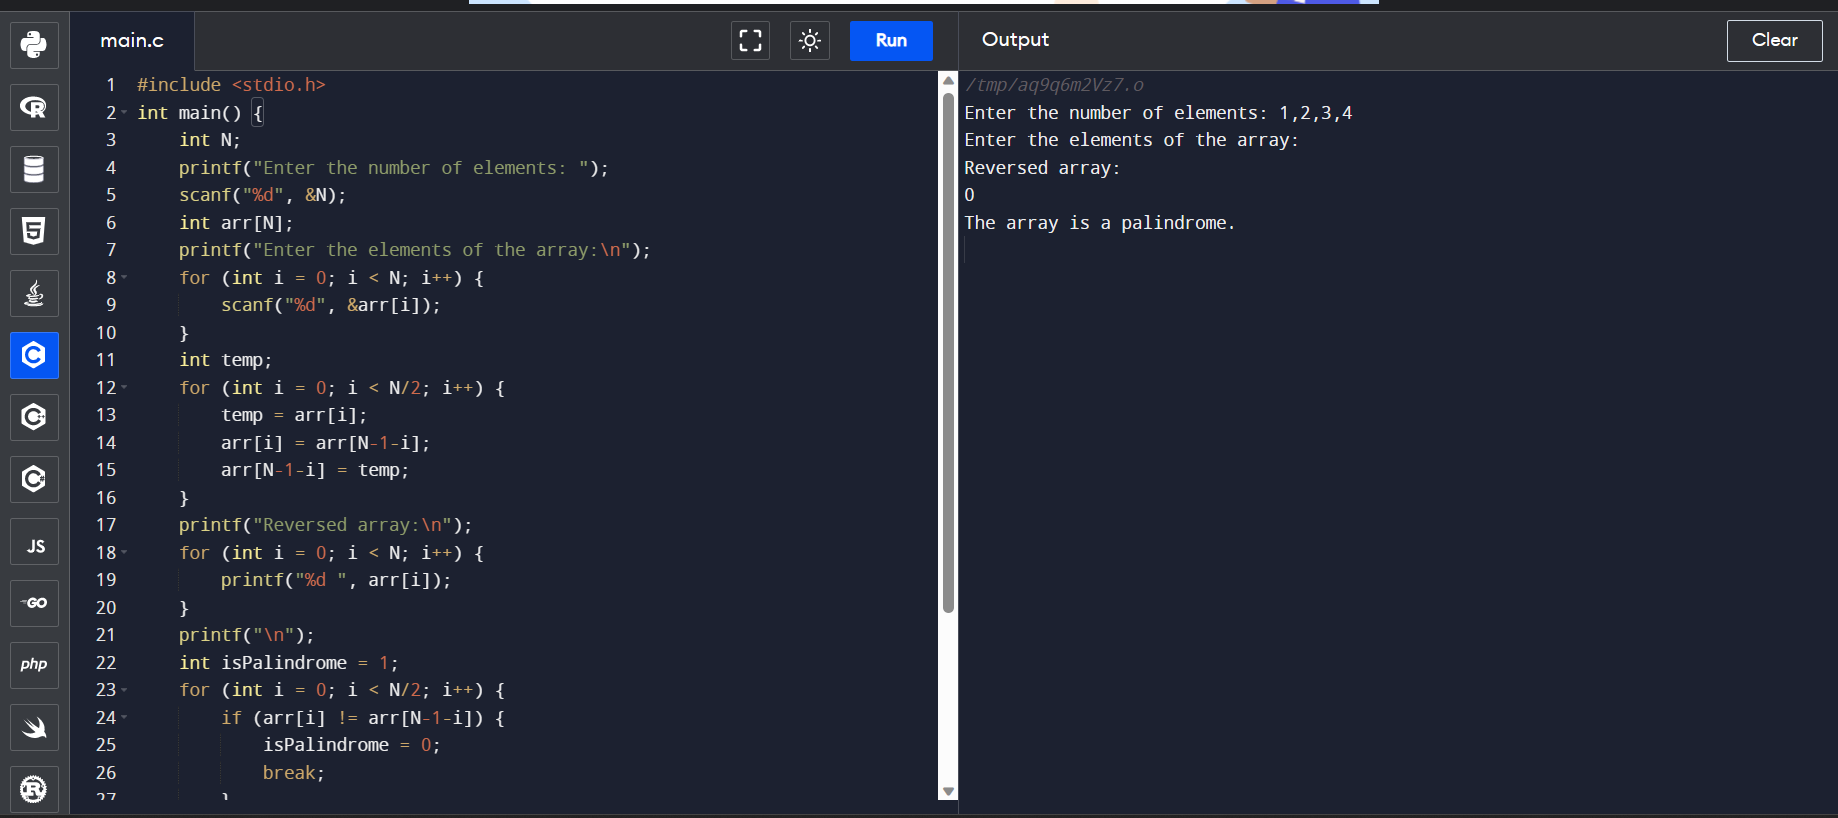 main.c
Run
Output
Clear
1 #include <stdio.h>
2 int main() {
3 int N;
4 printf("Enter the number of elements: ");
5 scanf("%d", &N);
6 int arr[N];
7 printf("Enter the elements of the array:\n");
8 for (int i = 0; i < N; i++) {
9 scanf("%d", &arr[i]);
10 }
11 int temp;
12 for (int i = 0; i < N/2; i++) {
13 temp = arr[i];
14 arr[i] = arr[N-1-i];
15 arr[N-1-i] = temp;
16 }
17 printf("Reversed array:\n");
18 for (int i = 0; i < N; i++) {
19 printf("%d ", arr[i]);
20 }
21 printf("\n");
22 int isPalindrome = 1;
23 for (int i = 0; i < N/2; i++) {
24 if (arr[i] != arr[N-1-i]) {
25 isPalindrome = 0;
26 break;
27 }
/tmp/aq9q6m2Vz7.o
Enter the number of elements: 1,2,3,4
Enter the elements of the array:
Reversed array:
0
The array is a palindrome.
R
5
C
C
C
JS
GO
php
R